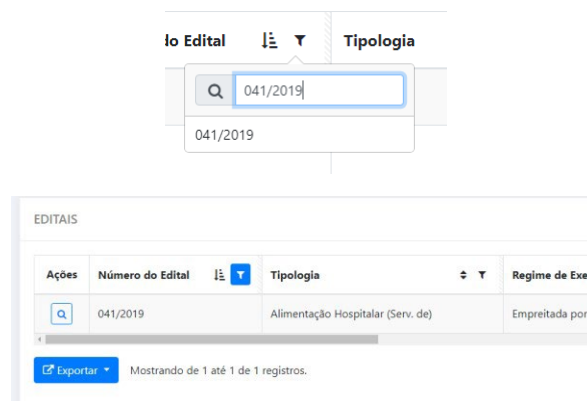 do Edital Tipologia
041/2019
041/2019
EDITAIS
Ações Número do Edital Tipologia Regime de Exe
041/2019 Alimentação Hospitalar (Serv. de) Empreitada por
Exportar Mostrando de 1 até 1 de 1 registros.